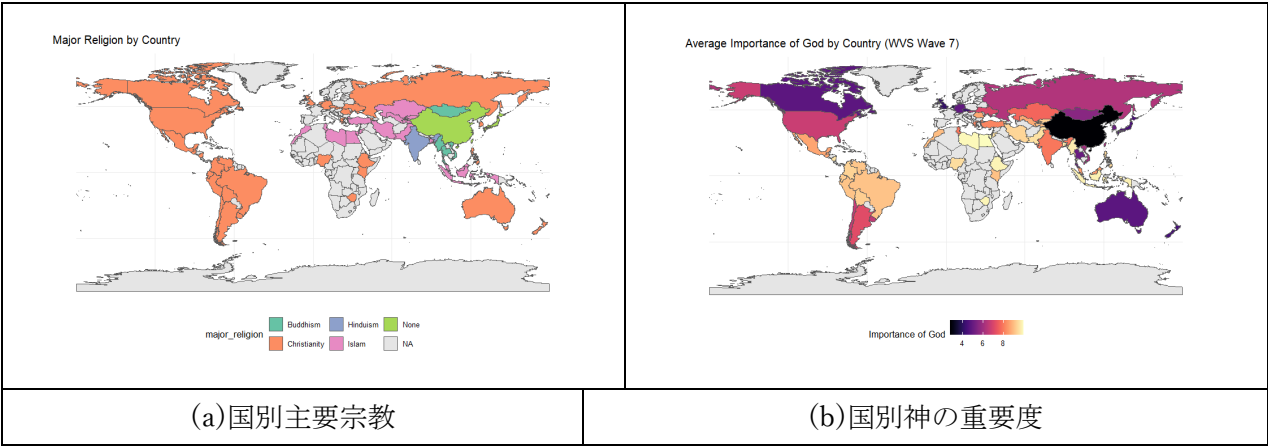 Major Religion by Country
major_religion
Buddhism
Hinduism
None
Christianity
Islam
NA
Average Importance of God by Country (WVS Wave 7)
Importance of God
4 6 8
(a)国別主要宗教
(b)国別神の重要度